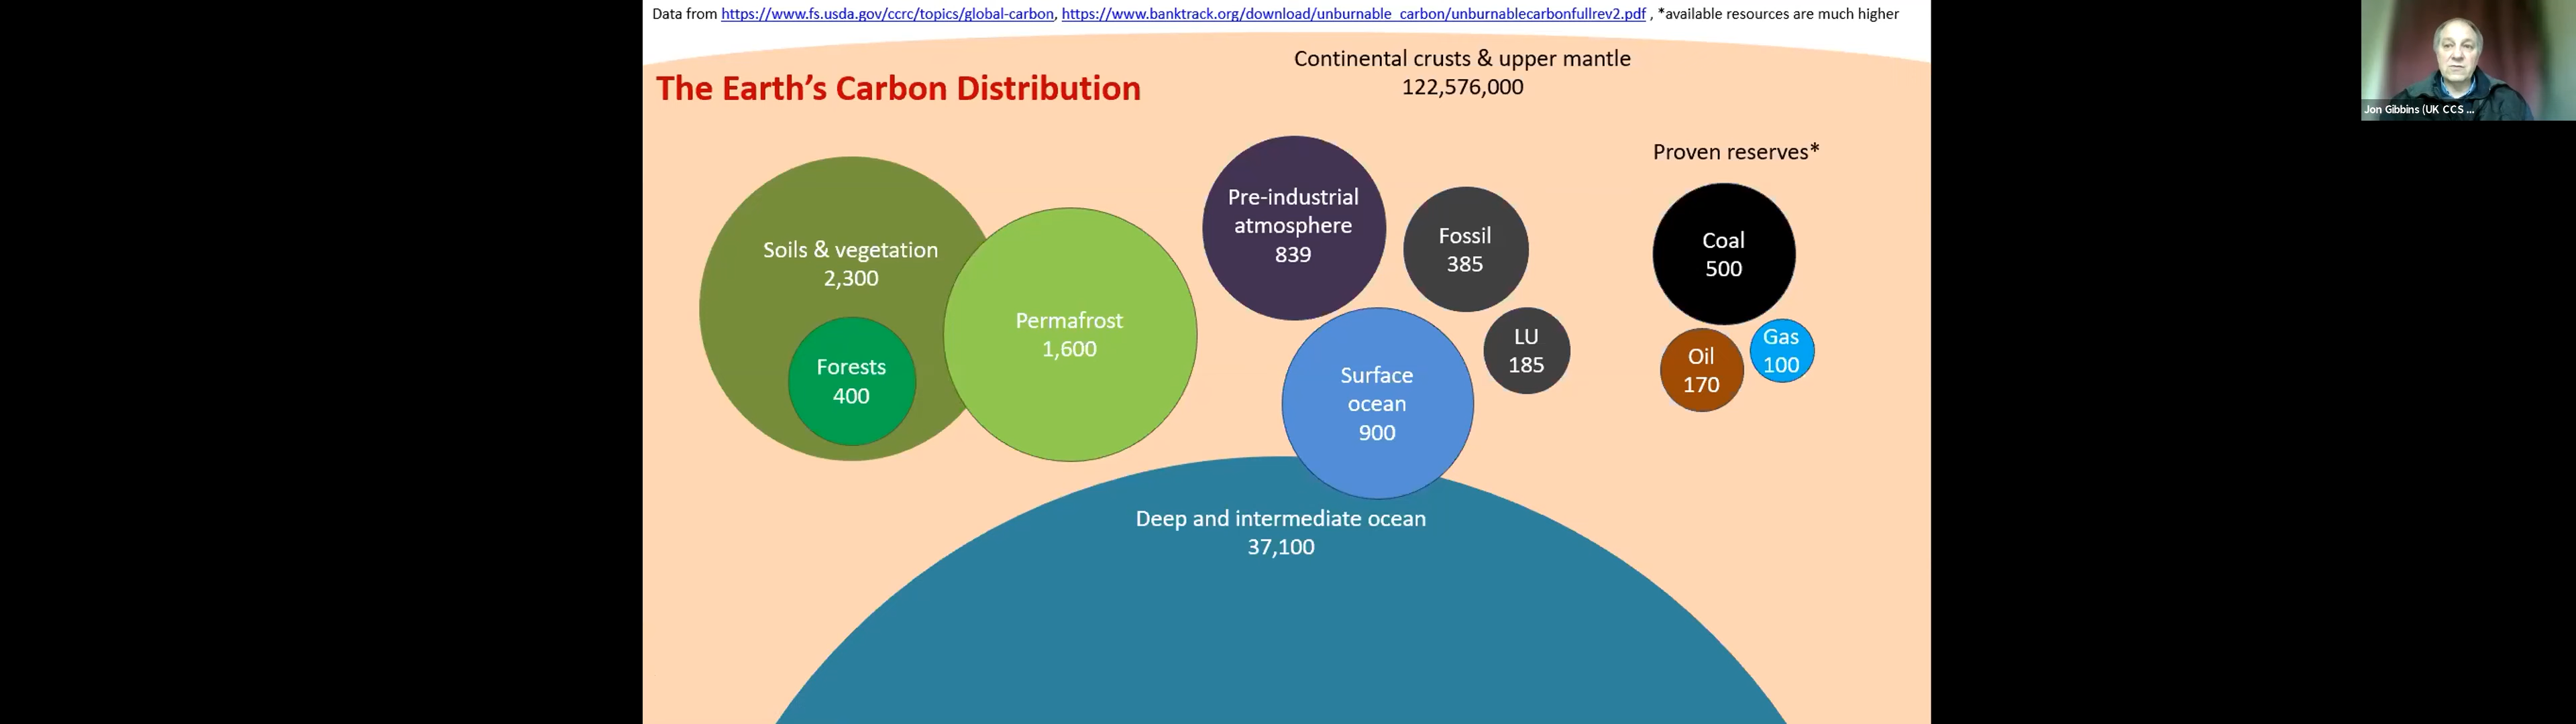 Data from https://www.fs.usda.gov/ccrc/topics/global-carbon, https://www.banktrack.org/download/unburnable_carbon/unburnablecarbonfullrev2.pdf , *available resources are much higher
Continental crusts & upper mantle
122,576,000
The Earth's Carbon Distribution
Proven reserves*
Soils & vegetation
2,300
Forests
400
Permafrost
1,600
Pre-industrial
atmosphere
839
Fossil
385
LU
185
Surface
ocean
900
Coal
500
Oil
170
Gas
100
Deep and intermediate ocean
37,100
Jon Gibbins (UK CCS ...